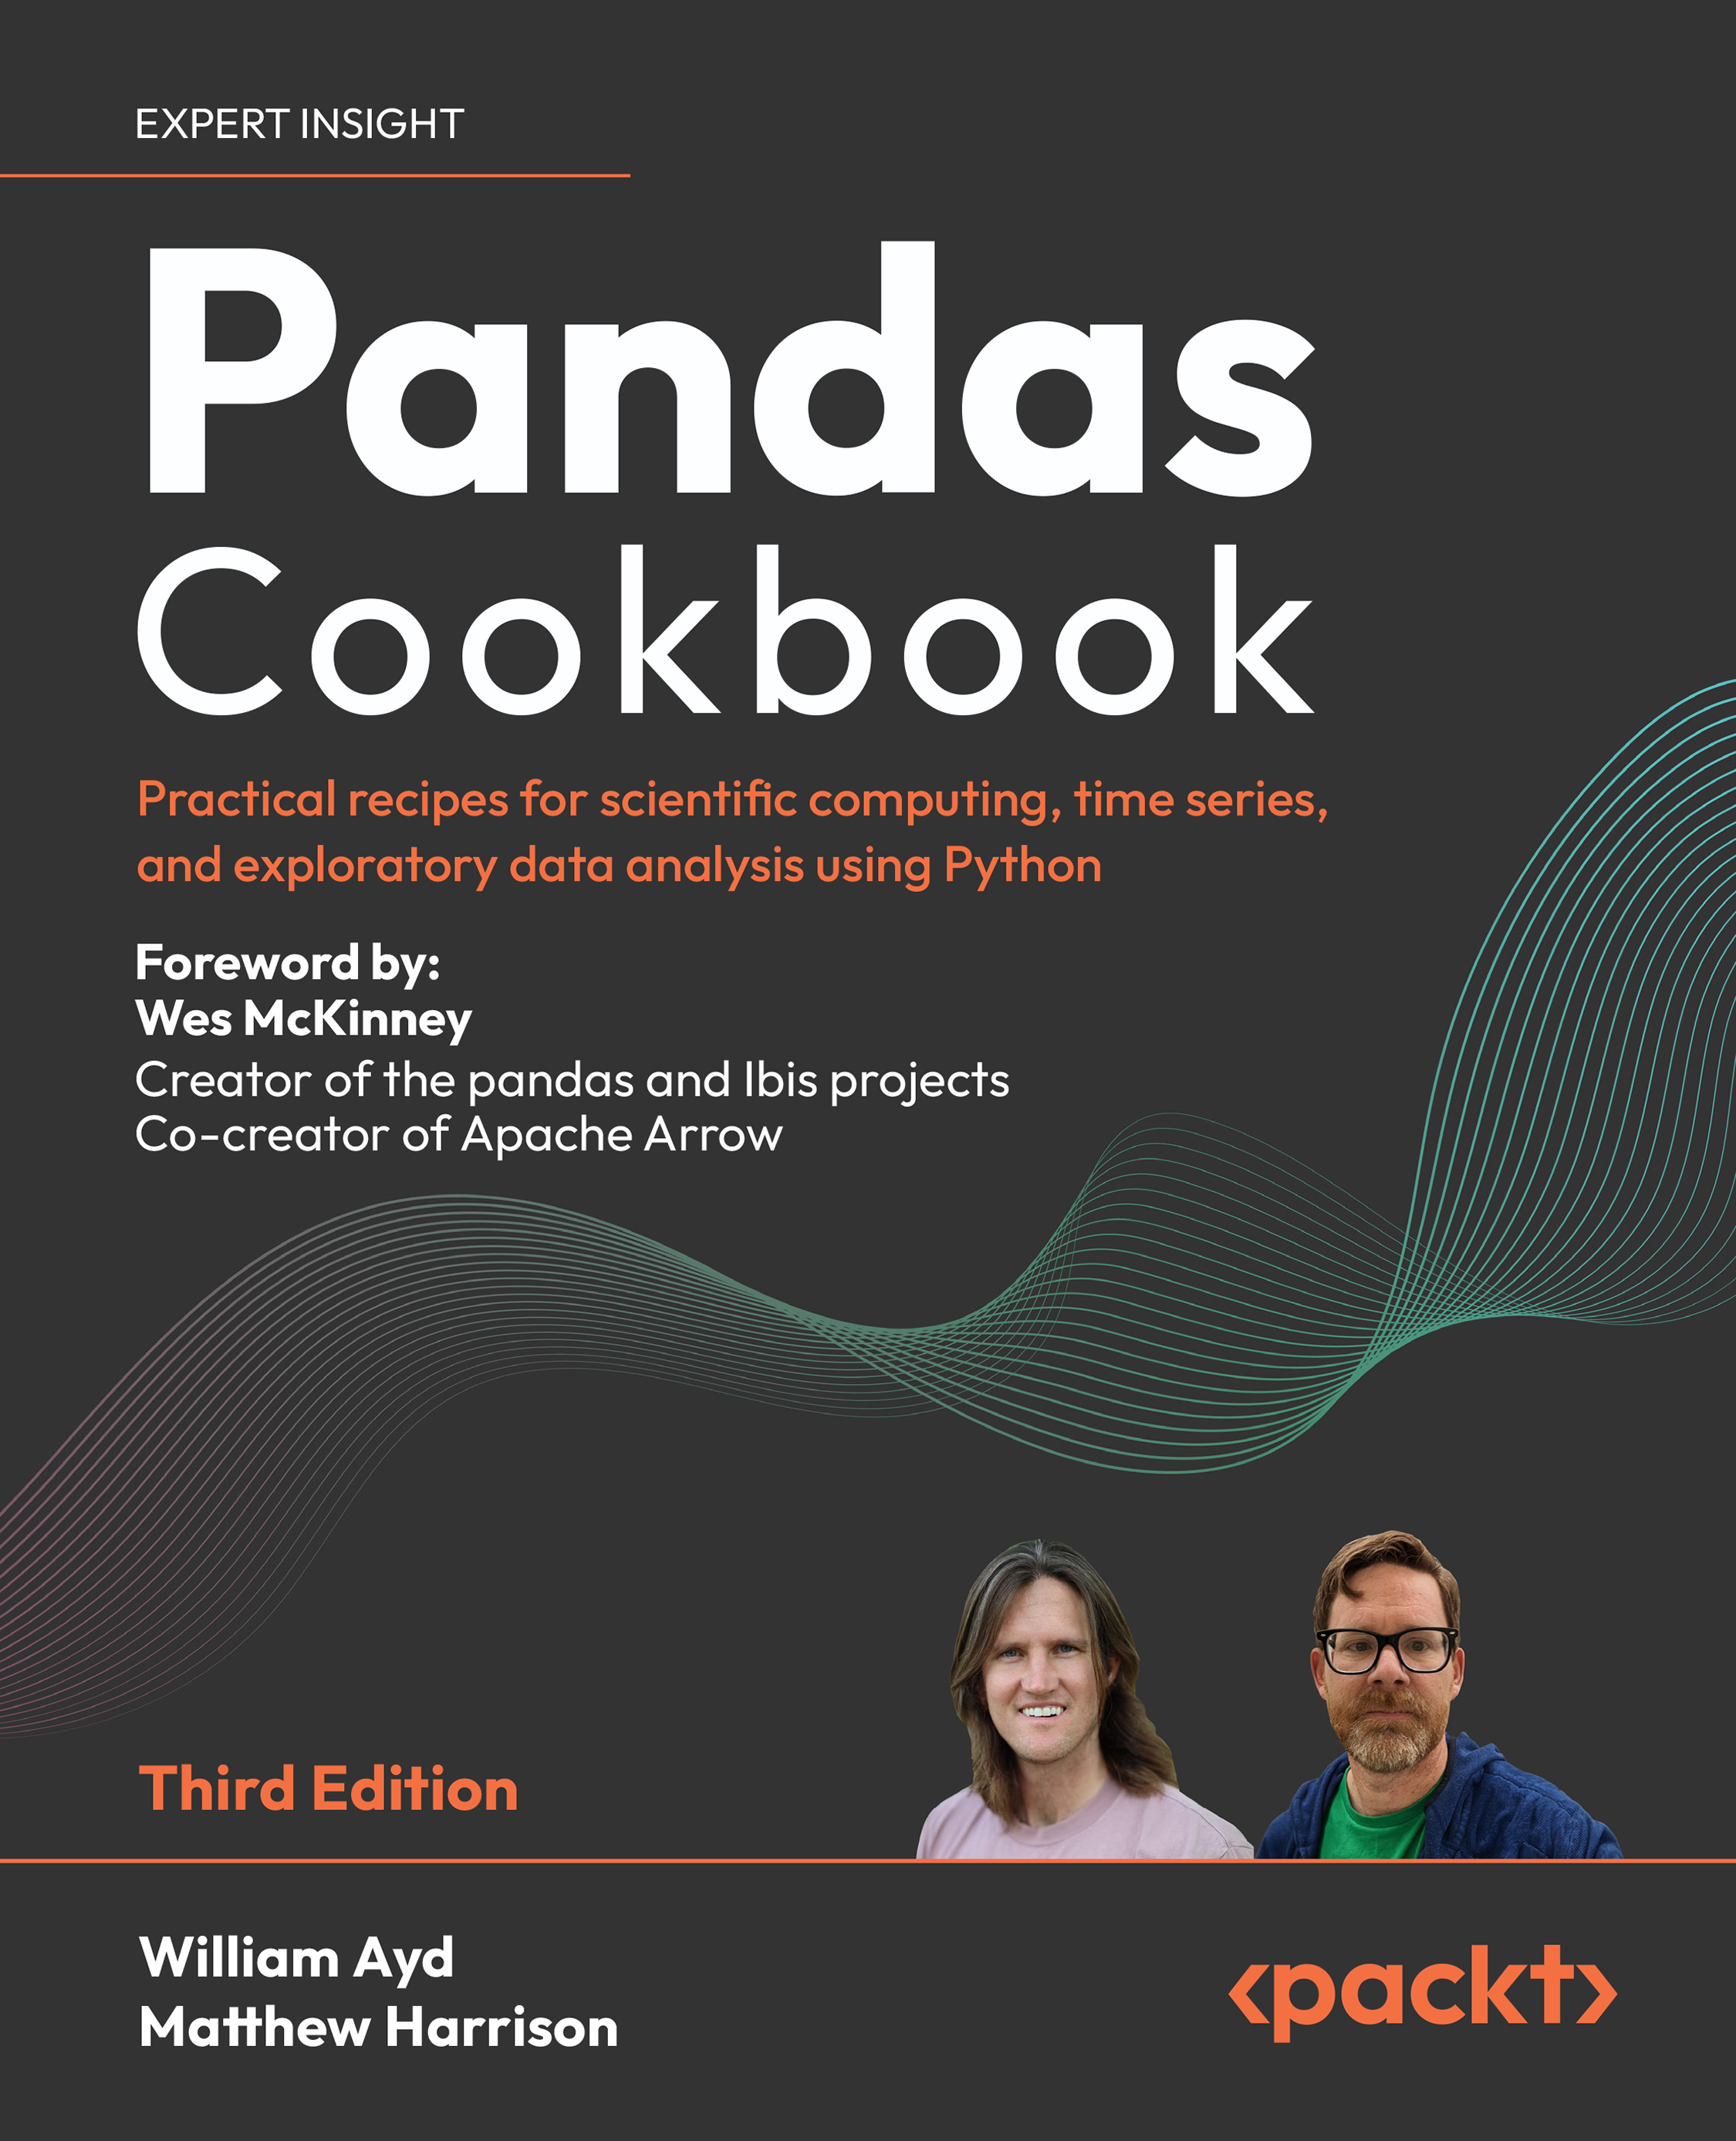 EXPERT INSIGHT
Pandas
Cookbook
Practical recipes for scientific computing, time series,
and exploratory data analysis using Python
Foreword by:
Wes McKinney
Creator of the pandas and Ibis projects
Co-creator of Apache Arrow
Third Edition
William Ayd
Matthew Harrison
<packt>